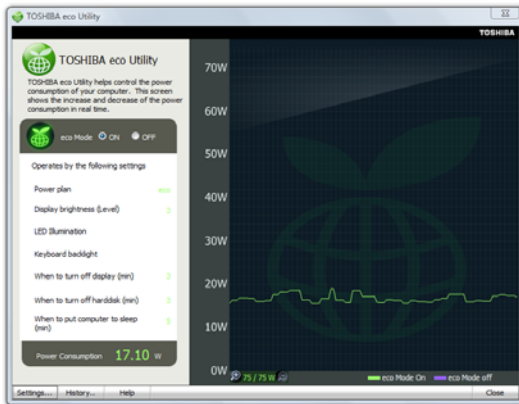 TOSHIBA eco Utility
TOSHIBA
TOSHIBA eco Utility
TOSHIBA eco Utility helps control the power
consumption of your computer. This screen
shows the increase and decrease of the power
consumption in real time.
eco Mode ON OFF
Operates by the following settings
Power plan eco
Display brightness (Level) 3
LED Illumination
Keyboard backlight
When to turn off display (min) 3
When to turn off harddisk (min) 3
When to put computer to sleep
(min)
Power Consumption 17.10 W
70W
60W
50W
40W
30W
20W
10W
0W
75 / 75 W
eco Mode On eco Mode off
Settings... History... Help Close